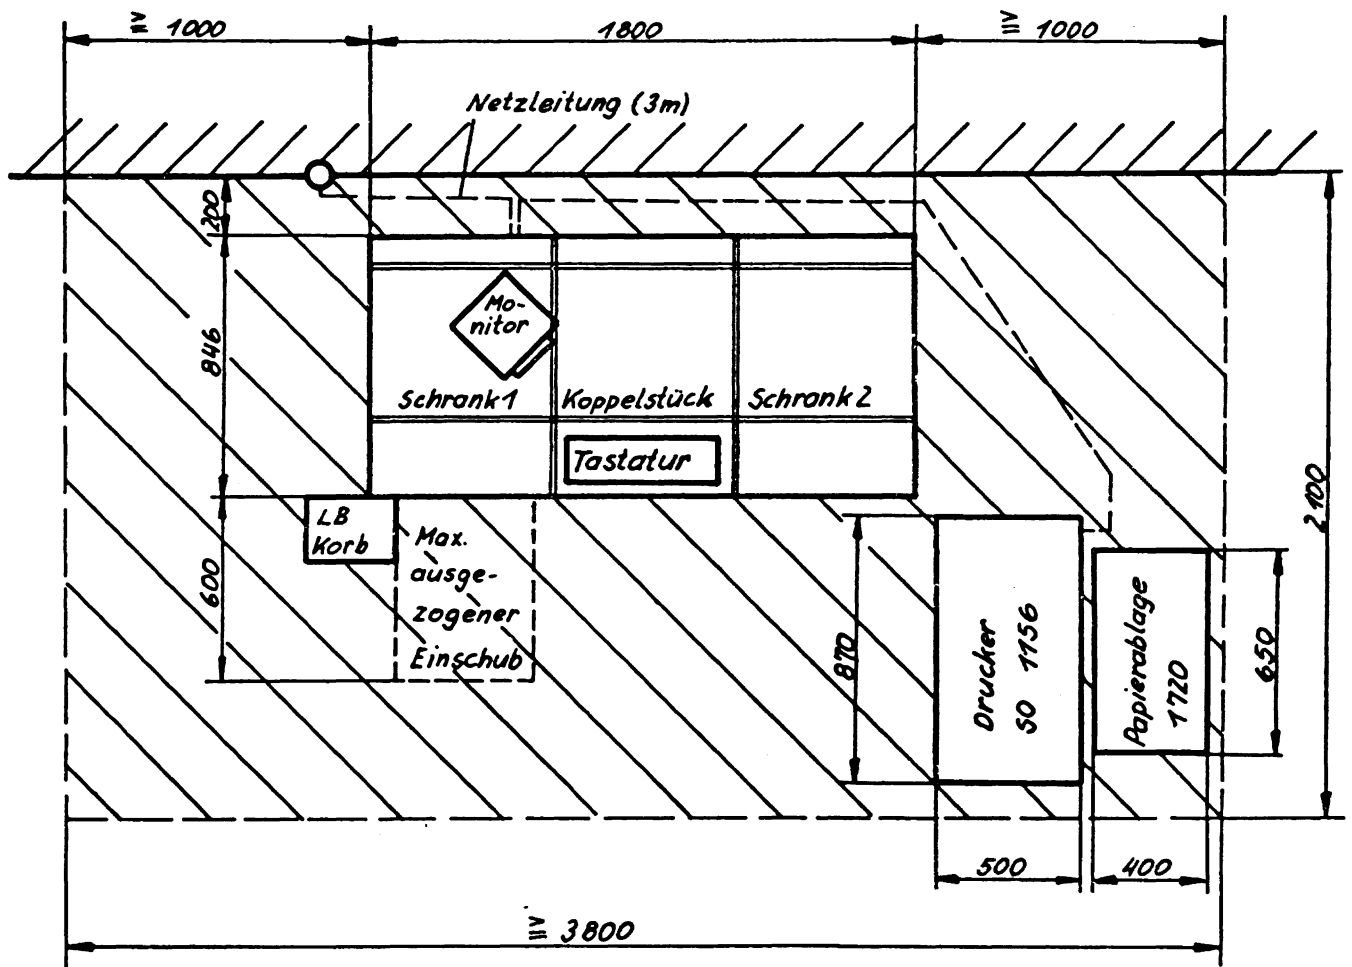 ≧ 1000
1800
≧ 1000
Netzleitung (3m)
200
846
600
Mo-
nitor
Schrank 1
Koppelstück
Schrank 2
Tastatur
LB
Korb
Max.
ausge-
zogener
Einschub
2100
870
Drucker
SD 1156
Papierablage
1720
650
500
400
≧ 3800